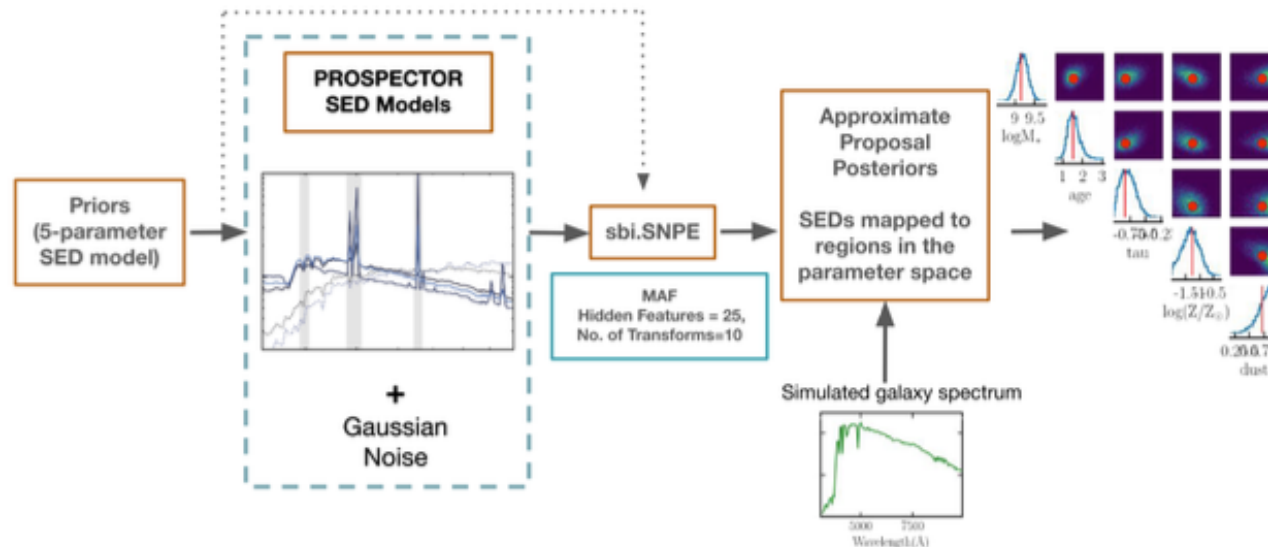 PROSPECTOR
SED Models
Priors
(5-parameter
SED model)
+
Gaussian
Noise
sbi.SNPE
MAF
Hidden Features = 25,
No. of Transforms=10
Approximate
Proposal
Posteriors
SEDs mapped to
regions in the
parameter space
Simulated galaxy spectrum
5000 7500
Wavelength(Å)
9 9.5
logM*
1 2 3
age
tau
log(Z/Z☉)
dust